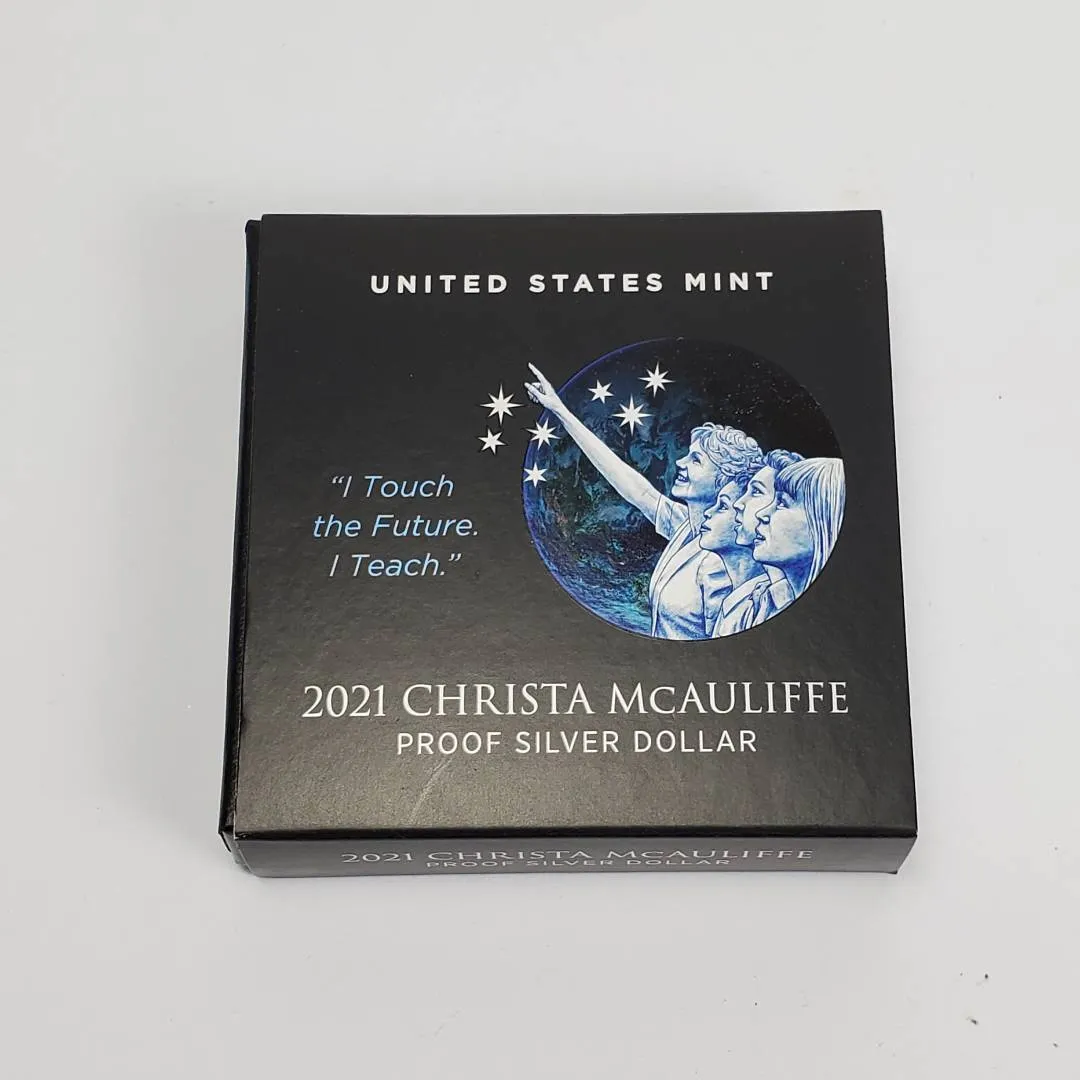 UNITED STATES MINT
“I Touch
the Future.
I Teach.”
2021 CHRISTA McAULIFFE
PROOF SILVER DOLLAR
2021 CHRISTA McAULIFFE
PROOF SILVER DOLLAR